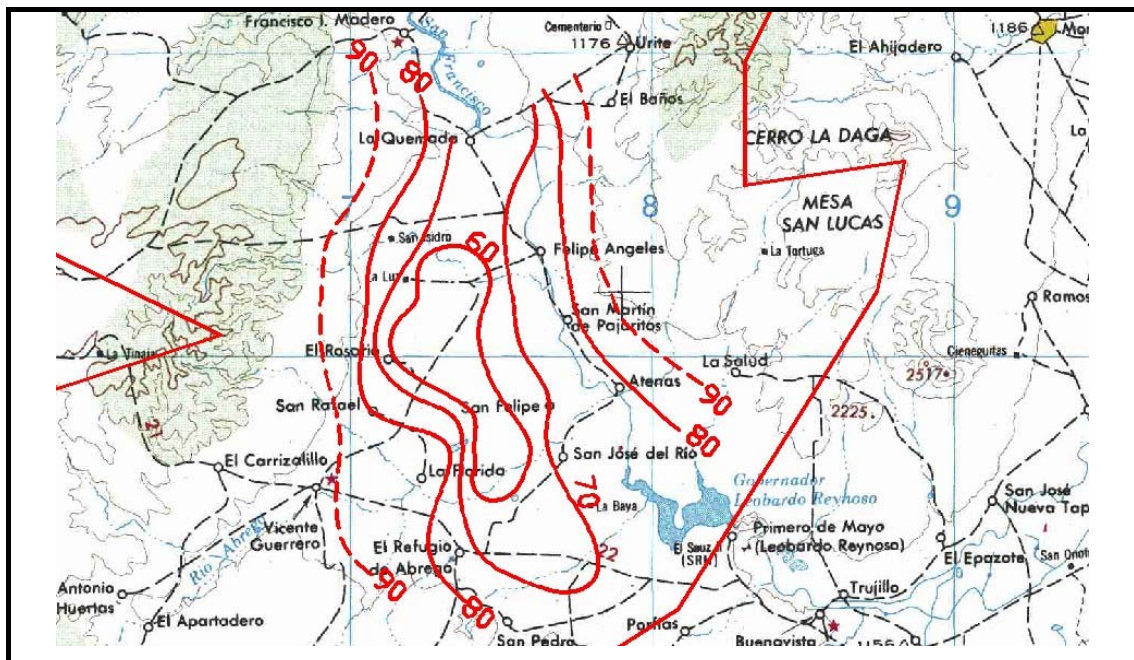 Francisco I. Madero
San Francisco
Cementerio
1176
Urite
1186
El Ahijadero
90
80
El Baños
La Quemada
CERRO LA DAGA
La
7
8
9
MESA
SAN LUCAS
San Isidro
60
Felipe Angeles
La Tortuga
La Luz
Ramos
San Martín
de Pajaritos
La Tinaja
El Rosario
La Salud
Cieneguitas
2517
Atenas
90
San Rafael
San Felipe
2225
80
21
El Carrizalillo
La Florida
San José del Río
70
Gobernador
Leobardo Reynoso
La Baya
San José
Nueva Tap
Río Abrego
Vicente
Guerrero
El Refugio
de Abrego
22
El Sauz
(SRH)
Primero de Mayo
(Leobardo Reynoso)
El Epazote
90
80
Antonio
Huertas
Trujillo
El Apartadero
San Pedro
Porfías
Buenavista
1156